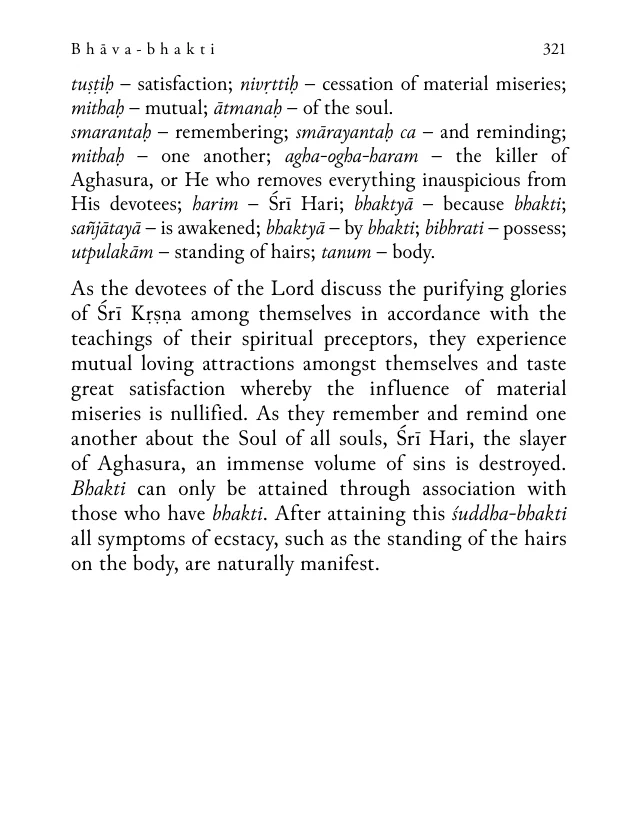 Bhāva-bhakti 321
tuṣṭiḥ – satisfaction; nivṛttiḥ – cessation of material miseries;
mithaḥ – mutual; ātmanaḥ – of the soul.
smarantaḥ – remembering; smārayantaḥ ca – and reminding;
mithaḥ – one another; agha-ogha-haram – the killer of
Aghasura, or He who removes everything inauspicious from
His devotees; harim – Śrī Hari; bhaktyā – because bhakti;
sañjātayā – is awakened; bhaktyā – by bhakti; bibhrati – possess;
utpulakām – standing of hairs; tanum – body.
As the devotees of the Lord discuss the purifying glories
of Śrī Kṛṣṇa among themselves in accordance with the
teachings of their spiritual preceptors, they experience
mutual loving attractions amongst themselves and taste
great satisfaction whereby the influence of material
miseries is nullified. As they remember and remind one
another about the Soul of all souls, Śrī Hari, the slayer
of Aghasura, an immense volume of sins is destroyed.
Bhakti can only be attained through association with
those who have bhakti. After attaining this śuddha-bhakti
all symptoms of ecstacy, such as the standing of the hairs
on the body, are naturally manifest.